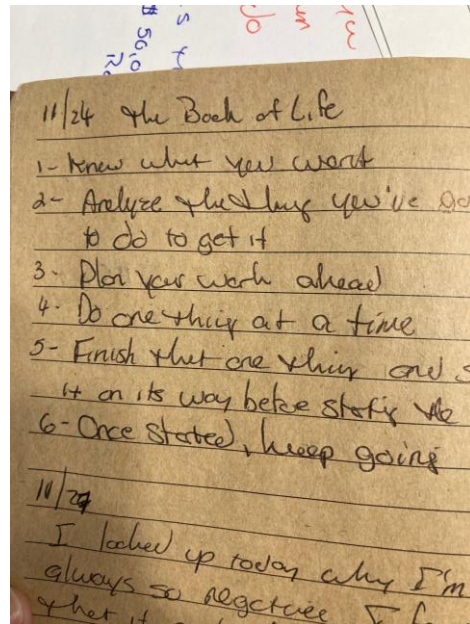 11/24 The Book of Life
1- Know what you want
2- Analyze the thing you've
to do to get it
3- Plan your work ahead
4- Do one thing at a time
5- Finish that one thing and
it on its way before starting the
6- Once started, keep going
11/27
I looked up today why I'm
always so negative I
that it